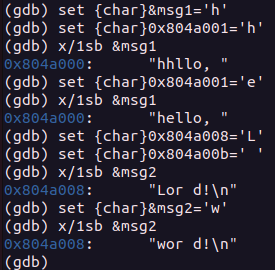 (gdb) set {char}&msg1='h'
(gdb) set {char}0x804a001='h'
(gdb) x/1sb &msg1
0x804a000:      "hhllo, "
(gdb) set {char}0x804a001='e'
(gdb) x/1sb &msg1
0x804a000:      "hello, "
(gdb) set {char}0x804a008='L'
(gdb) set {char}0x804a00b=' '
(gdb) x/1sb &msg2
0x804a008:      "Lor d!\n"
(gdb) set {char}&msg2='w'
(gdb) x/1sb &msg2
0x804a008:      "wor d!\n"
(gdb)